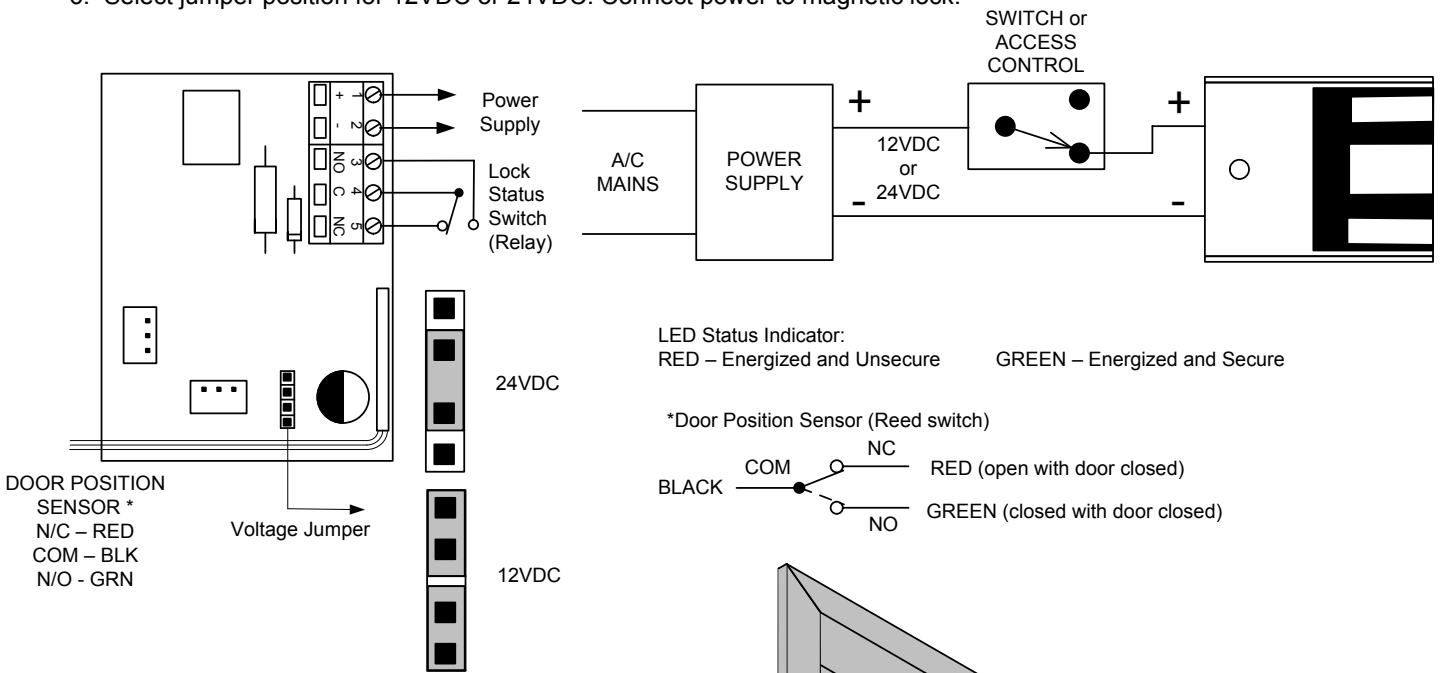 Select jumper position for 12VDC or 24VDC. Connect power to magnetic lock.
SWITCH or
ACCESS
CONTROL
+ 1
- 2
NO 3
C 4
NC 5
Power
Supply
Lock
Status
Switch
(Relay)
A/C
MAINS
POWER
SUPPLY
+
12VDC
or
24VDC
-
+
-
24VDC
12VDC
LED Status Indicator:
RED – Energized and Unsecure GREEN – Energized and Secure
*Door Position Sensor (Reed switch)
NC
COM
RED (open with door closed)
BLACK
GREEN (closed with door closed)
NO
DOOR POSITION
SENSOR *
N/C – RED
COM – BLK
N/O - GRN
Voltage Jumper